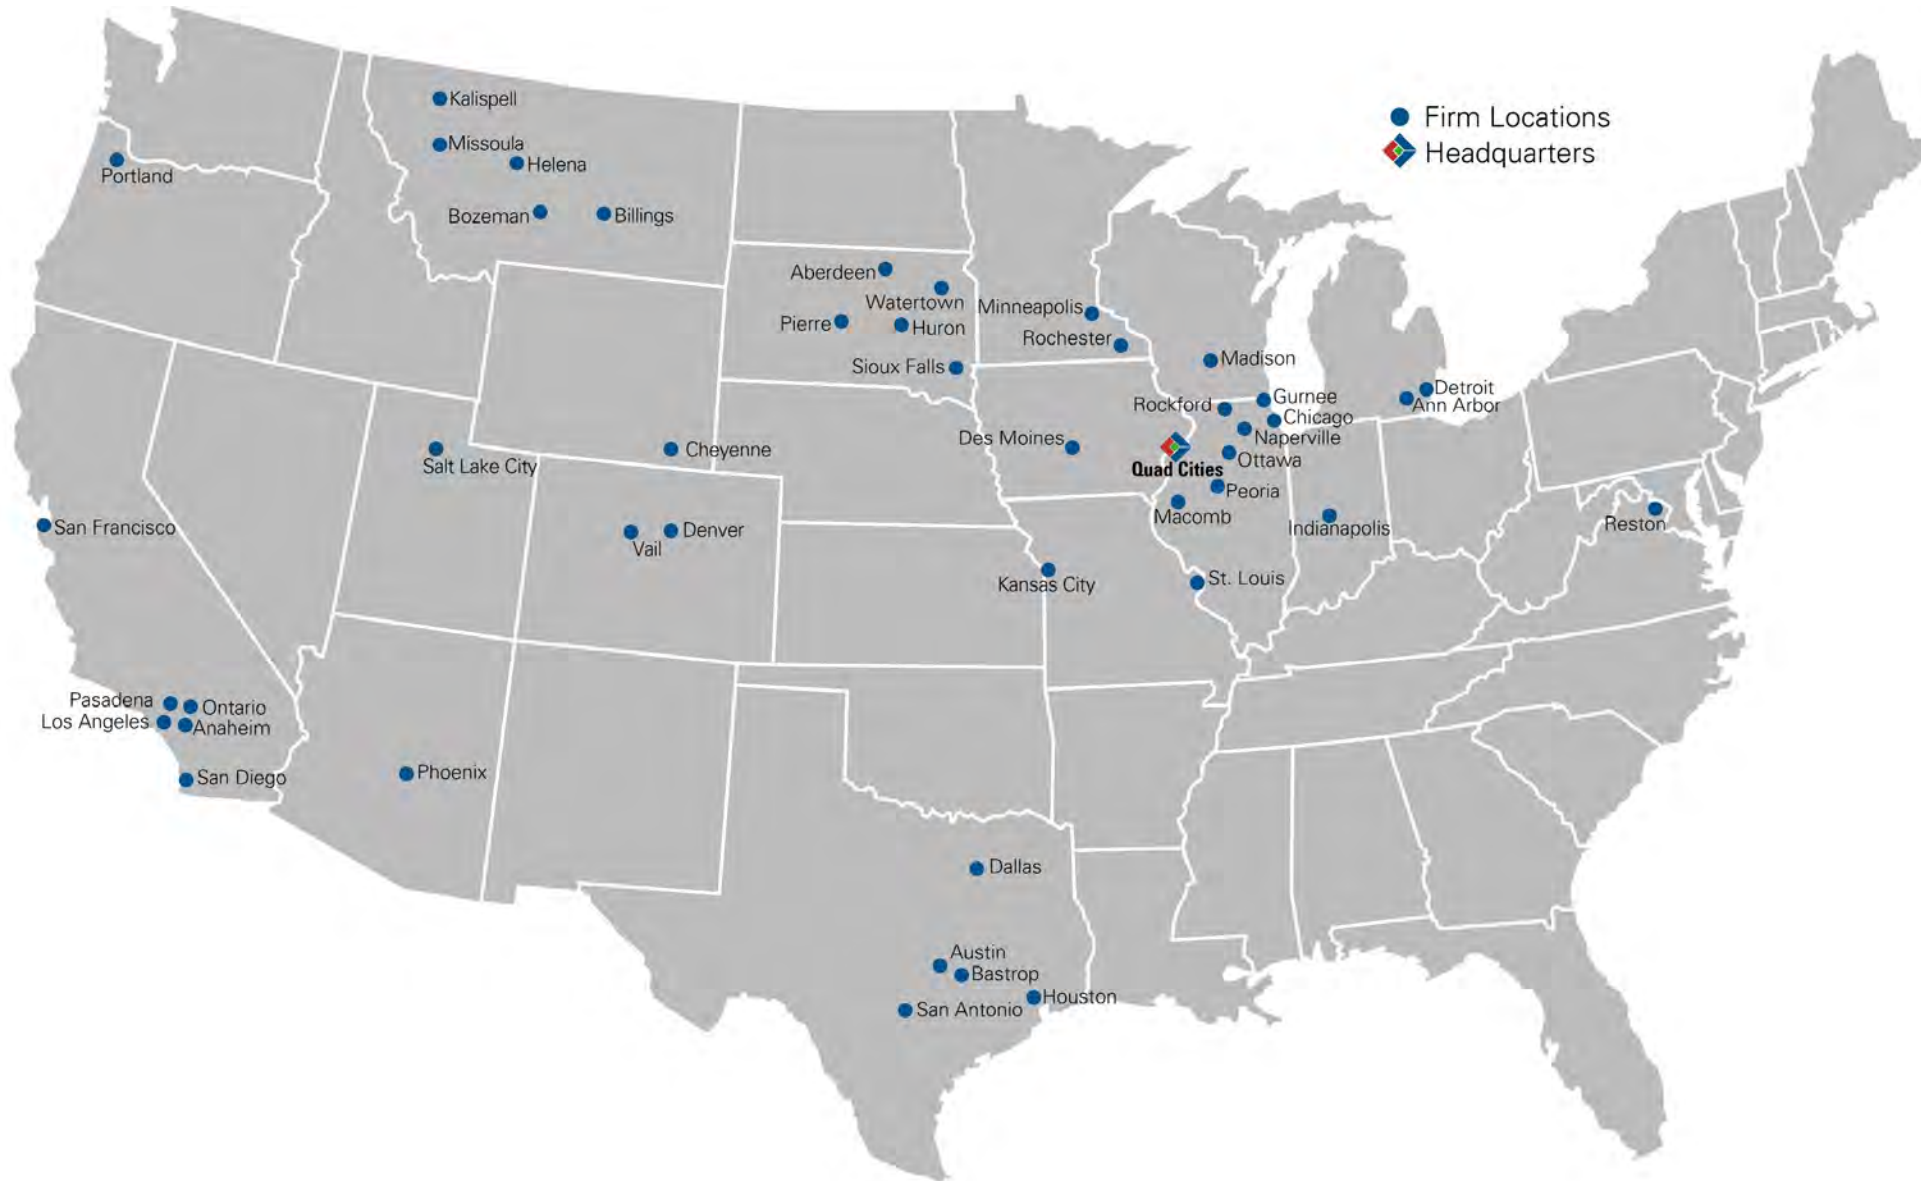 Firm Locations
Headquarters
Kalispell
Missoula
Helena
Portland
Bozeman
Billings
Aberdeen
Watertown
Pierre
Huron
Sioux Falls
Minneapolis
Rochester
Madison
Detroit
Ann Arbor
Gurnee
Rockford
Chicago
Naperville
Des Moines
Ottawa
Quad Cities
Peoria
Macomb
Indianapolis
Reston
Cheyenne
Salt Lake City
San Francisco
Vail
Denver
Kansas City
St. Louis
Pasadena
Ontario
Los Angeles
Anaheim
San Diego
Phoenix
Dallas
Austin
Bastrop
Houston
San Antonio